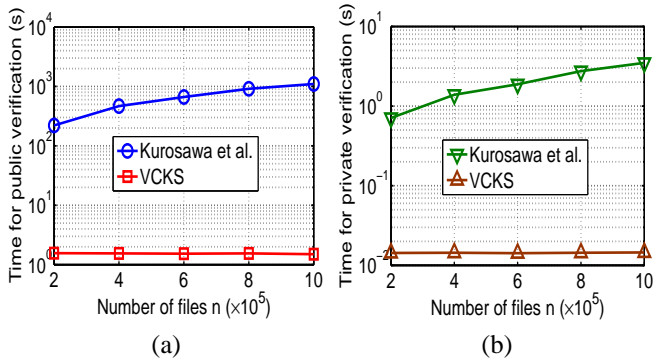 Time for public verification (s)
10^4
10^3
10^2
10^1
10^0
Kurosawa et al.
VCKS
2 4 6 8 10
Number of files n (×10^5)
(a)
Time for private verification (s)
10^1
10^0
10^-1
10^-2
Kurosawa et al.
VCKS
2 4 6 8 10
Number of files n (×10^5)
(b)